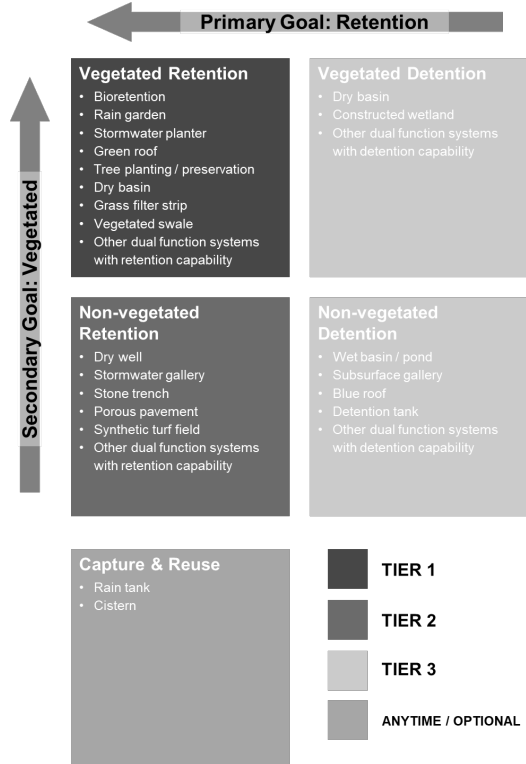 Primary Goal: Retention
Secondary Goal: Vegetated
Vegetated Retention
• Bioretention
• Rain garden
• Stormwater planter
• Green roof
• Tree planting / preservation
• Dry basin
• Grass filter strip
• Vegetated swale
• Other dual function systems
with retention capability
Vegetated Detention
• Dry basin
• Constructed wetland
• Other dual function systems
with detention capability
Non-vegetated
Retention
• Dry well
• Stormwater gallery
• Stone trench
• Porous pavement
• Synthetic turf field
• Other dual function systems
with retention capability
Non-vegetated
Detention
• Wet basin / pond
• Subsurface gallery
• Blue roof
• Detention tank
• Other dual function systems
with detention capability
Capture & Reuse
• Rain tank
• Cistern
TIER 1
TIER 2
TIER 3
ANYTIME / OPTIONAL